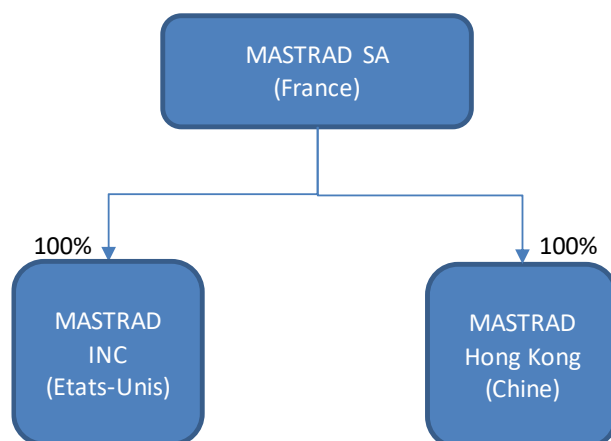 MASTRAD SA
(France)
100%
100%
MASTRAD
INC
(Etats-Unis)
MASTRAD
Hong Kong
(Chine)